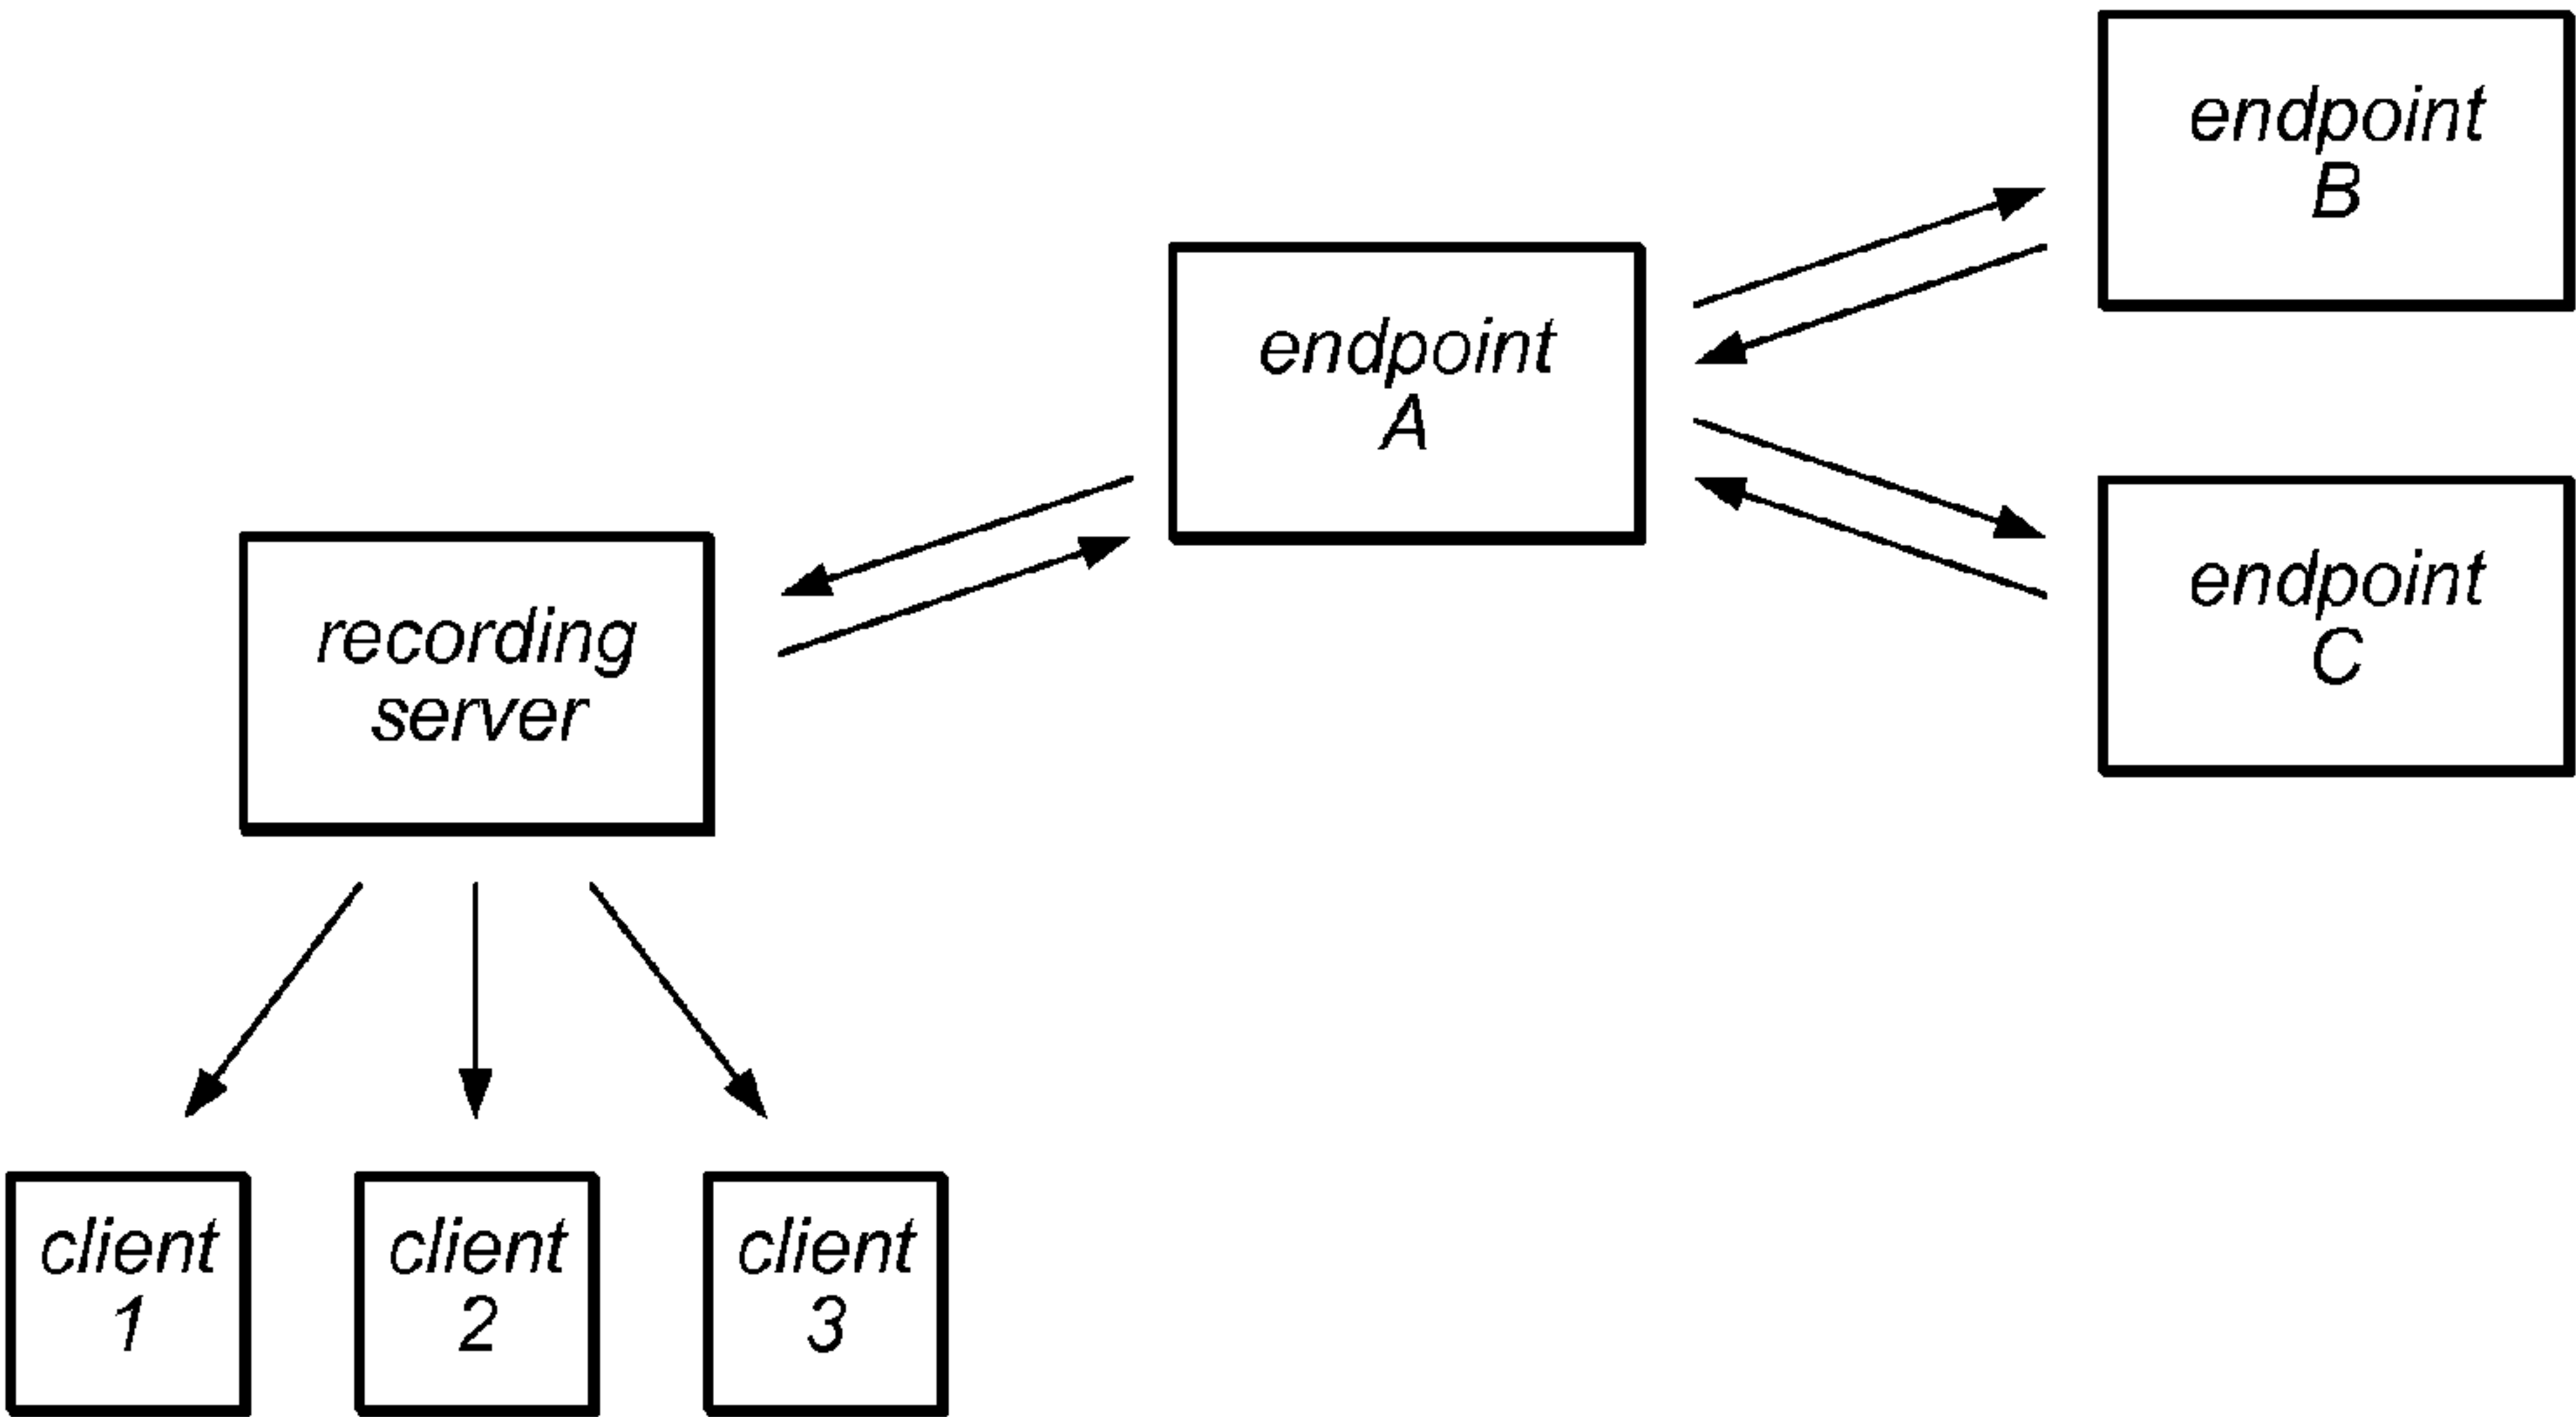 endpoint
B
endpoint
A
endpoint
C
recording
server
client
1
client
2
client
3